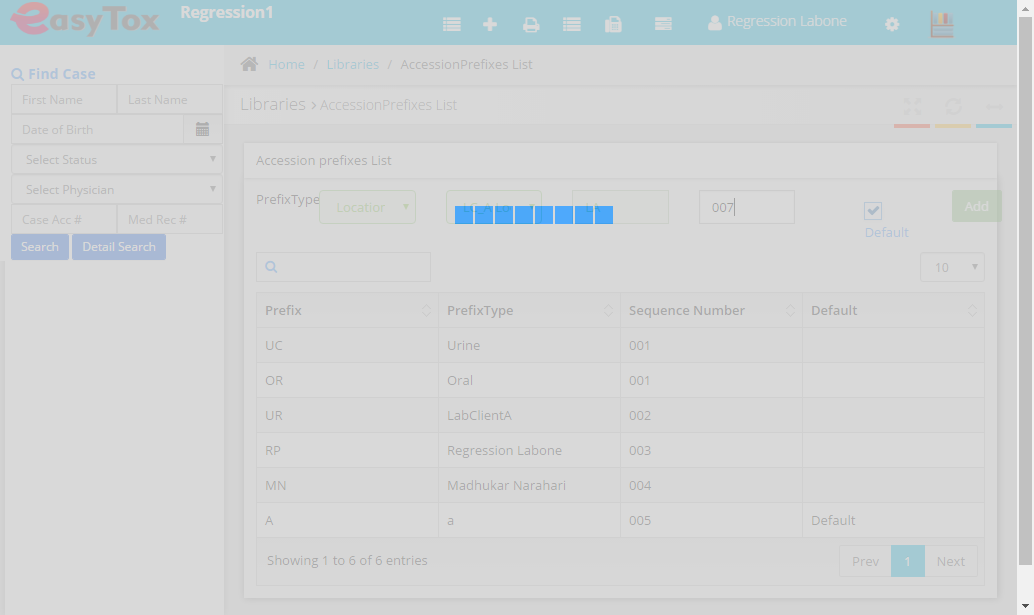 easyTox
Regression1
Regression Labone
Find Case
First Name
Last Name
Date of Birth
Select Status
Select Physician
Case Acc #
Med Rec #
Search
Detail Search
Home / Libraries / AccessionPrefixes List
Libraries > AccessionPrefixes List
Accession prefixes List
PrefixType
Location
007
Default
Add
10
Prefix PrefixType Sequence Number Default
UC Urine 001
OR Oral 001
UR LabClientA 002
RP Regression Labone 003
MN Madhukar Narahari 004
A a 005 Default
Showing 1 to 6 of 6 entries
Prev 1 Next